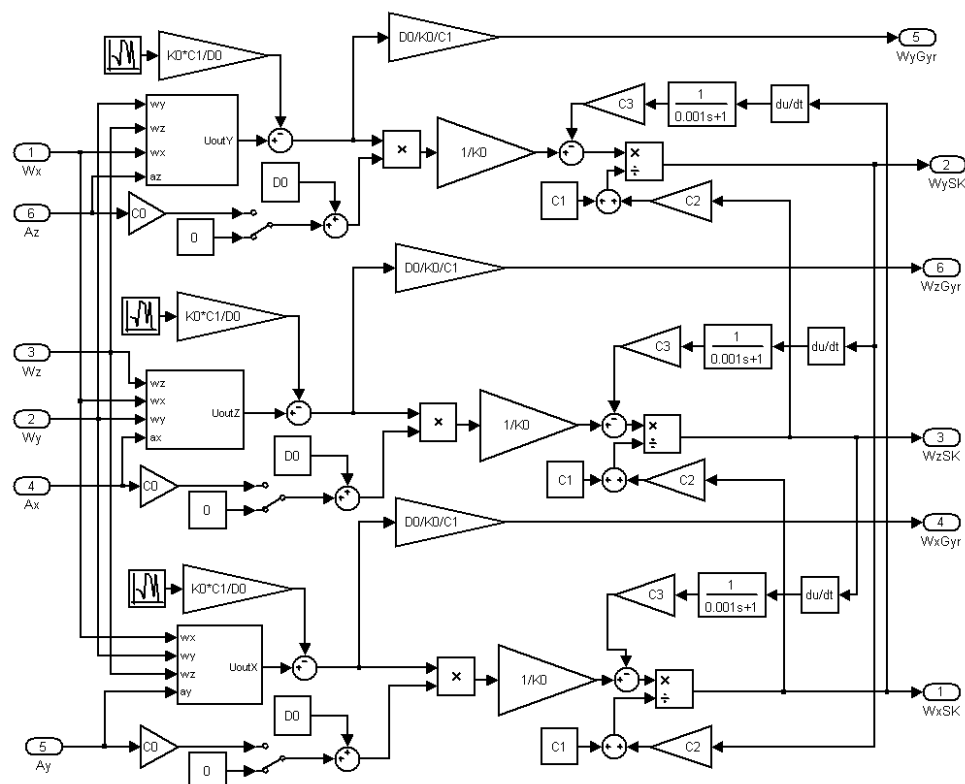 K0*C1/D0
D0/K0/C1
5
WyGyr
wy
wz
wx
az
UoutY
+ -
C3
1
0.001s+1
du/dt
1
Wx
×
1/K0
+ -
×
÷
2
WySK
6
Az
C0
D0
0
+ +
C1
+ +
C2
D0/K0/C1
6
WzGyr
K0*C1/D0
3
Wz
C3
1
0.001s+1
du/dt
wz
wx
wy
ax
UoutZ
+ -
2
Wy
×
1/K0
+ -
×
÷
3
WzSK
4
Ax
C0
D0
0
+ +
C1
+ +
C2
D0/K0/C1
4
WxGyr
K0*C1/D0
C3
1
0.001s+1
du/dt
wx
wy
wz
ay
UoutX
+ -
×
1/K0
+ -
×
÷
1
WxSK
5
Ay
C0
D0
0
+ +
C1
+ +
C2